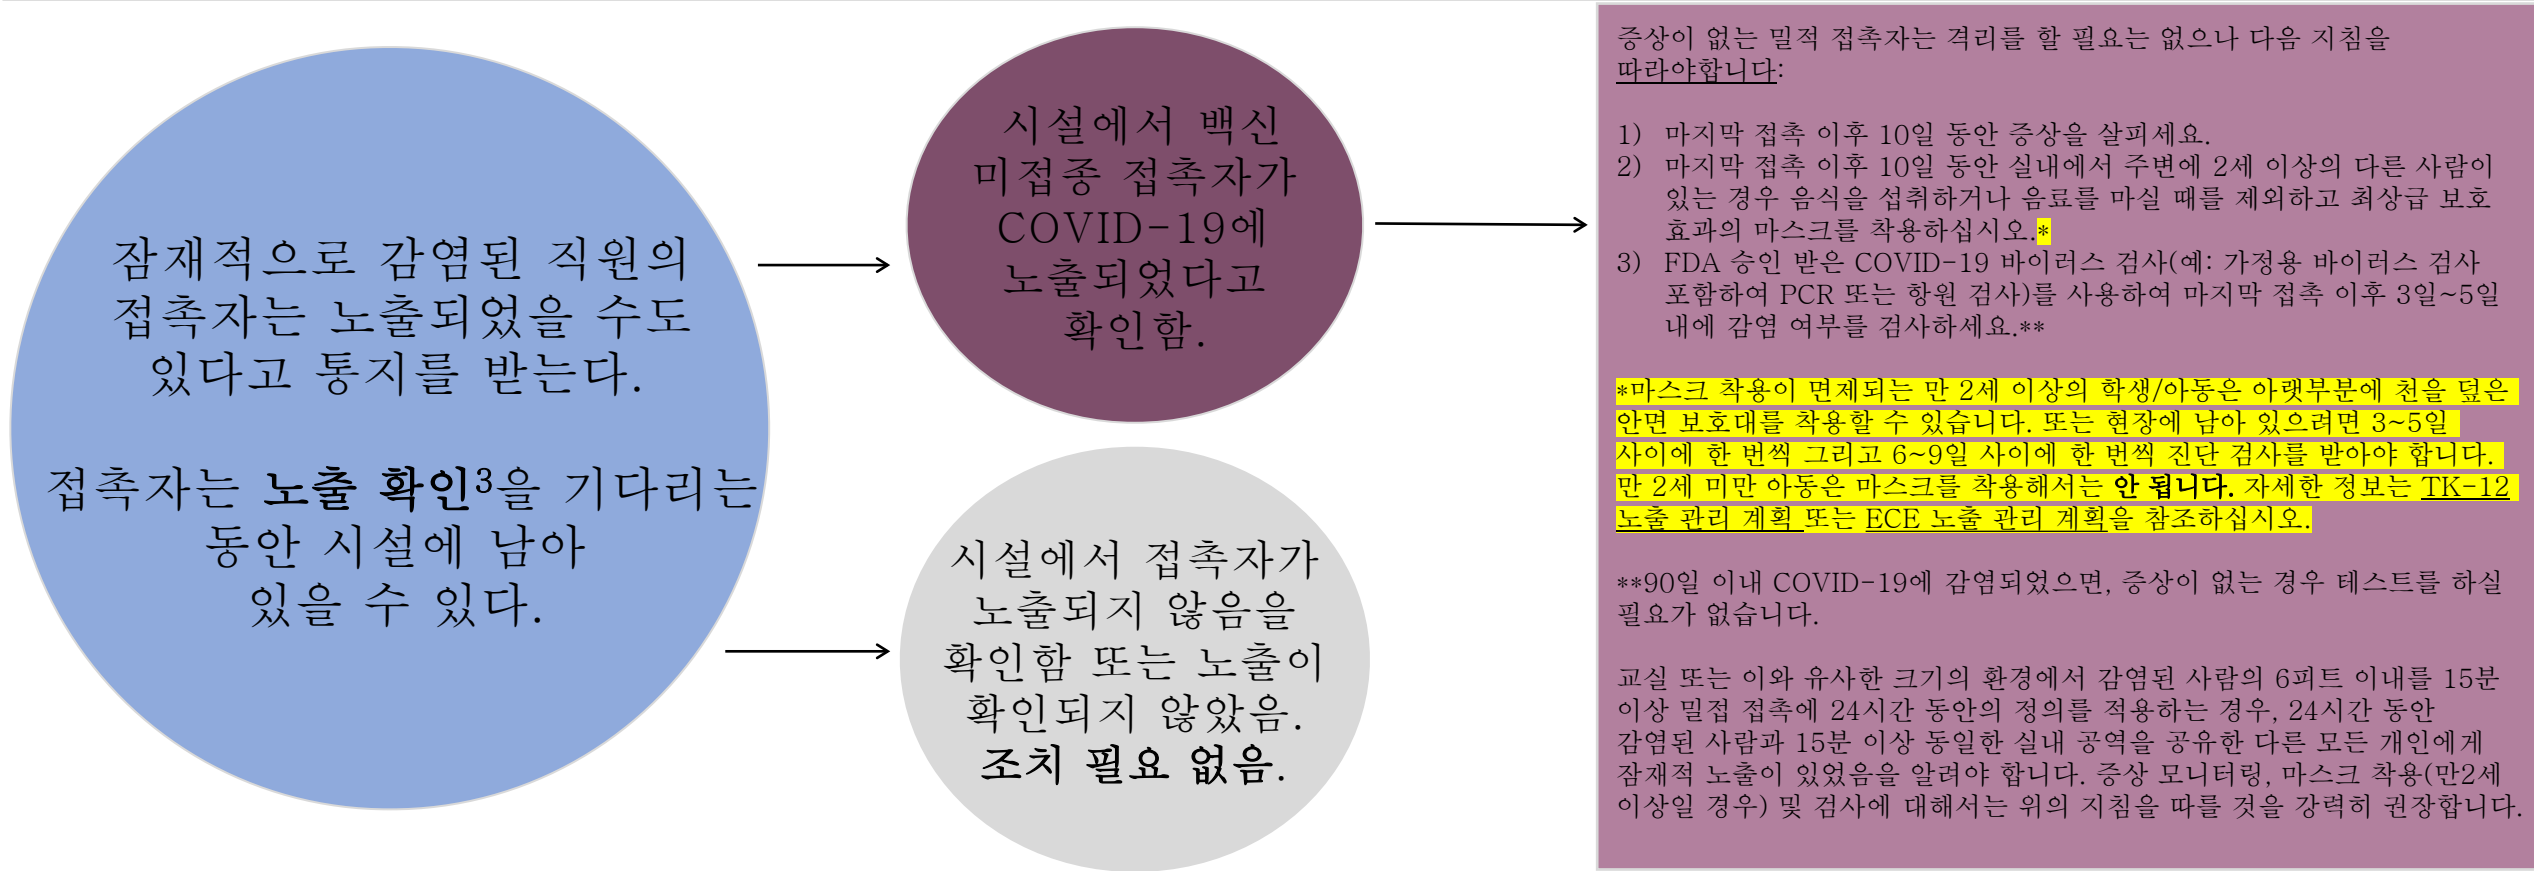 잠재적으로 감염된 직원의
접촉자는 노출되었을 수도
있다고 통지를 받는다.
접촉자는 노출 확인3을 기다리는
동안 시설에 남아
있을 수 있다.
시설에서 백신
미접종 접촉자가
COVID-19에
노출되었다고
확인함.
시설에서 접촉자가
노출되지 않음을
확인함 또는 노출이
확인되지 않았음.
조치 필요 없음.
증상이 없는 밀적 접촉자는 격리를 할 필요는 없으나 다음 지침을
따라야합니다:
1) 마지막 접촉 이후 10일 동안 증상을 살피세요.
2) 마지막 접촉 이후 10일 동안 실내에서 주변에 2세 이상의 다른 사람이
있는 경우 음식을 섭취하거나 음료를 마실 때를 제외하고 최상급 보호
효과의 마스크를 착용하십시오.*
3) FDA 승인 받은 COVID-19 바이러스 검사(예: 가정용 바이러스 검사
포함하여 PCR 또는 항원 검사)를 사용하여 마지막 접촉 이후 3일~5일
내에 감염 여부를 검사하세요.**
*마스크 착용이 면제되는 만 2세 이상의 학생/아동은 아랫부분에 천을 덮은
안면 보호대를 착용할 수 있습니다. 또는 현장에 남아 있으려면 3~5일
사이에 한 번씩 그리고 6~9일 사이에 한 번씩 진단 검사를 받아야 합니다.
만 2세 미만 아동은 마스크를 착용해서는 안 됩니다. 자세한 정보는 TK-12
노출 관리 계획 또는 ECE 노출 관리 계획을 참조하십시오.
**90일 이내 COVID-19에 감염되었으면, 증상이 없는 경우 테스트를 하실
필요가 없습니다.
교실 또는 이와 유사한 크기의 환경에서 감염된 사람의 6피트 이내를 15분
이상 밀접 접촉에 24시간 동안의 정의를 적용하는 경우, 24시간 동안
감염된 사람과 15분 이상 동일한 실내 공역을 공유한 다른 모든 개인에게
잠재적 노출이 있었음을 알려야 합니다. 증상 모니터링, 마스크 착용(만2세
이상일 경우) 및 검사에 대해서는 위의 지침을 따를 것을 강력히 권장합니다.